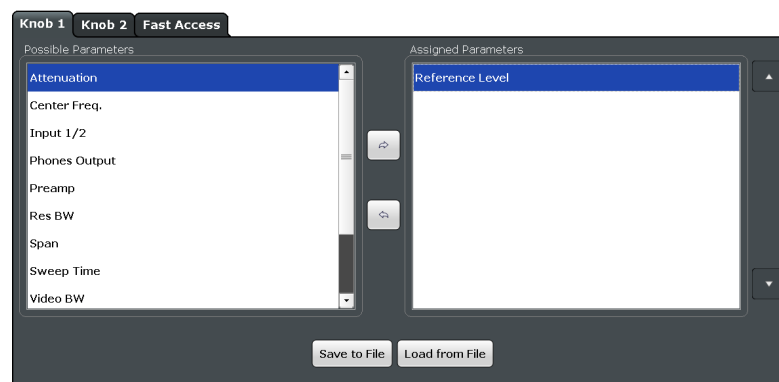 Knob 1 Knob 2 Fast Access
Possible Parameters
Attenuation
Center Freq.
Input 1/2
Phones Output
Preamp
Res BW
Span
Sweep Time
Video BW
Assigned Parameters
Reference Level
Save to File Load from File